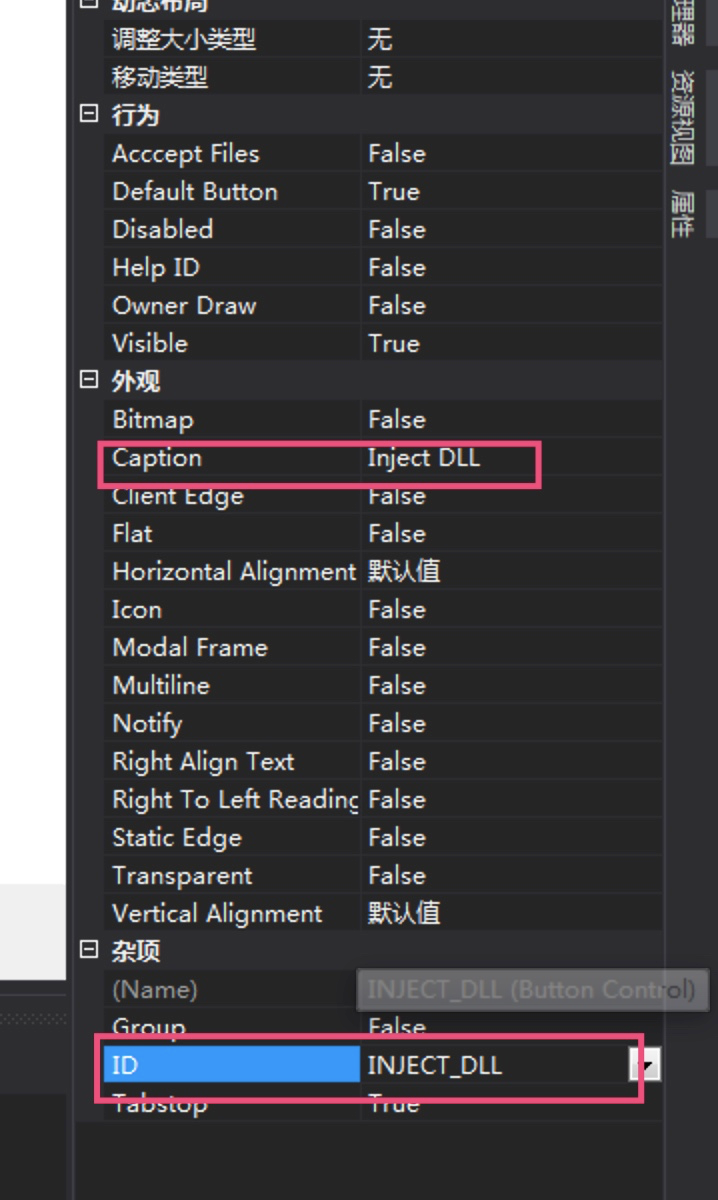 动态布局
调整大小类型 无
移动类型 无
行为
Acccept Files False
Default Button True
Disabled False
Help ID False
Owner Draw False
Visible True
外观
Bitmap False
Caption Inject DLL
Client Edge False
Flat False
Horizontal Alignment 默认值
Icon False
Modal Frame False
Multiline False
Notify False
Right Align Text False
Right To Left Reading False
Static Edge False
Transparent False
Vertical Alignment 默认值
杂项
(Name) INJECT_DLL (Button Control)
Group False
ID INJECT_DLL
Tabstop True
理器
资源视图
属性